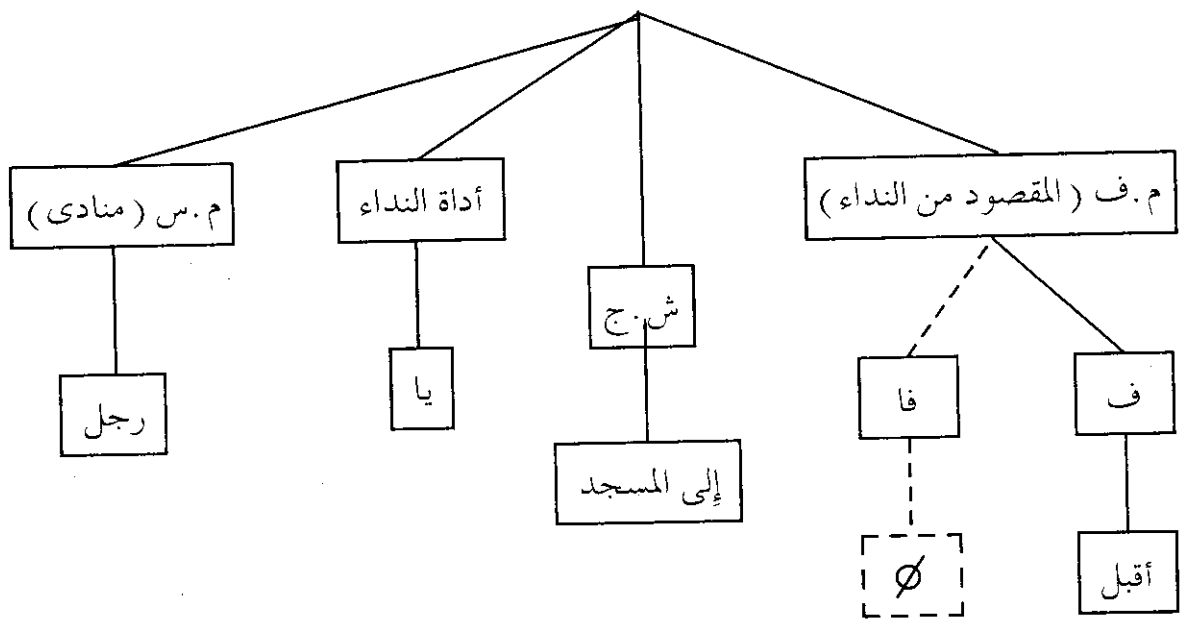 م.ف (المقصود من النداء)
أداة النداء
م.س (منادى)
ش.ج
ف
فا
يا
رجل
إلى المسجد
أقبل
∅